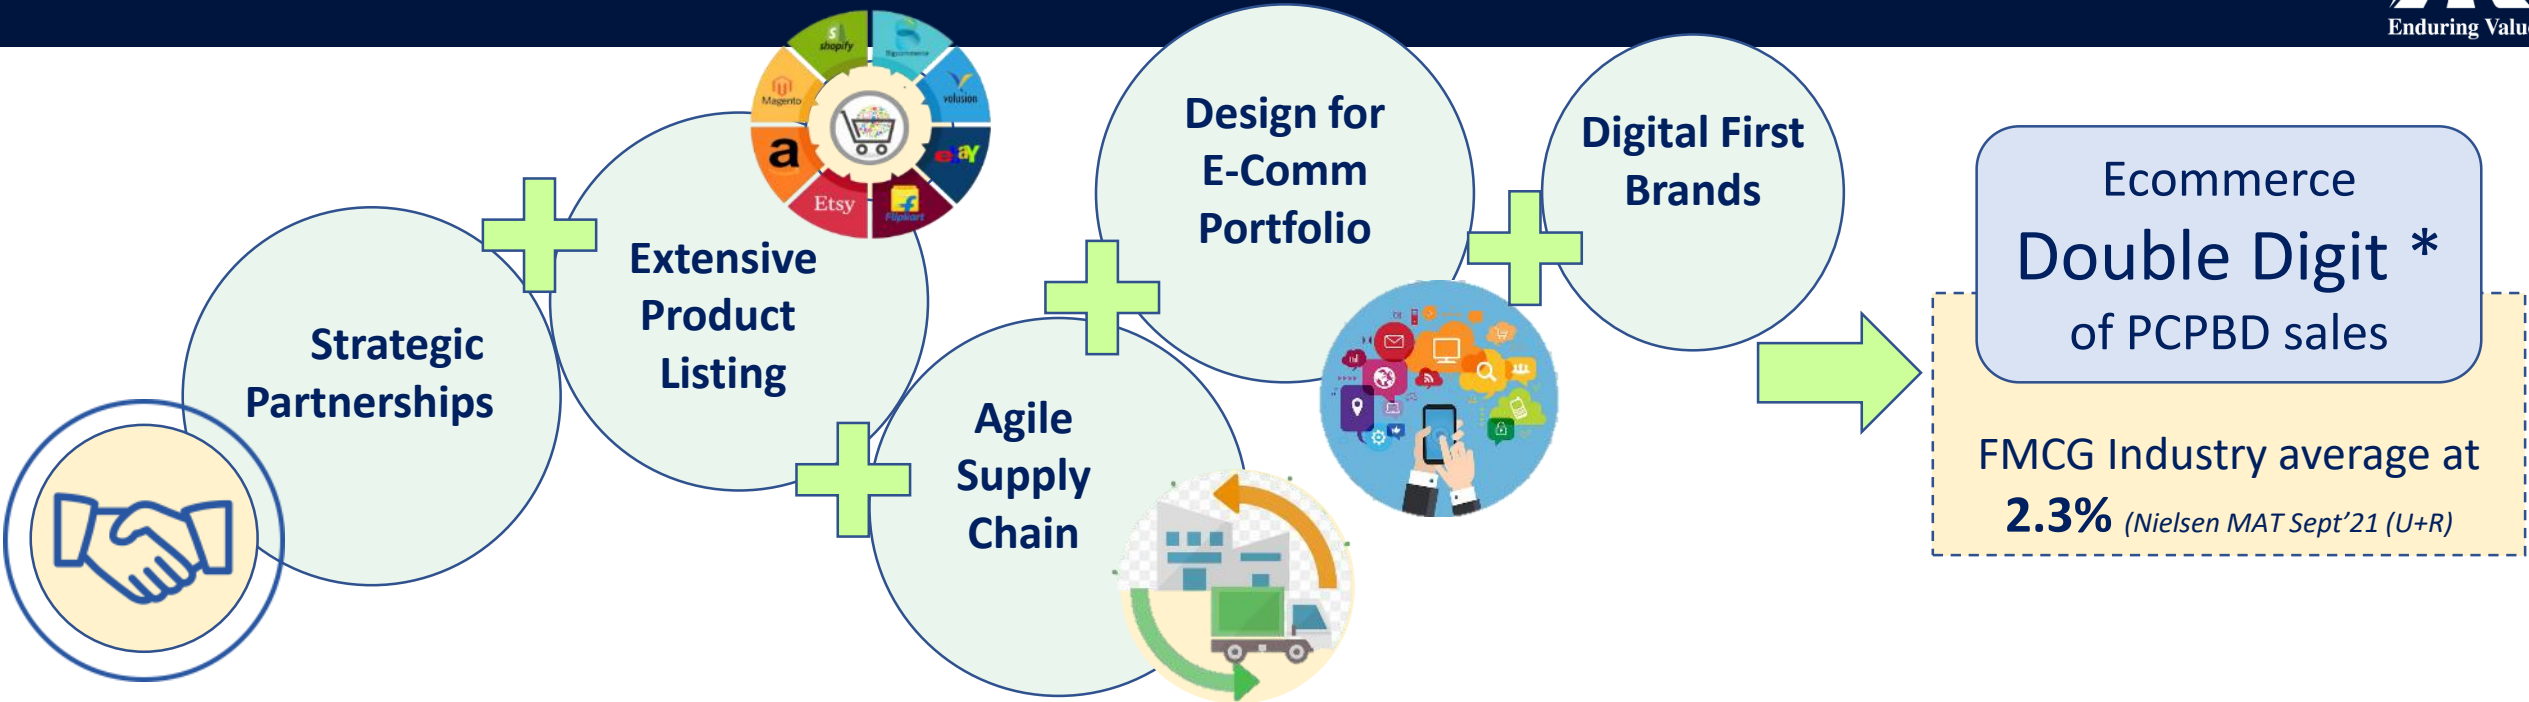 Enduring Valu
shopify
Bigcommerce
Magento
volusion
a
ebay
Etsy
Flipkart
Strategic
Partnerships
Extensive
Product
Listing
Agile
Supply
Chain
Design for
E-Comm
Portfolio
Digital First
Brands
Ecommerce
Double Digit *
of PCPBD sales
FMCG Industry average at
2.3% (Nielsen MAT Sept’21 (U+R)